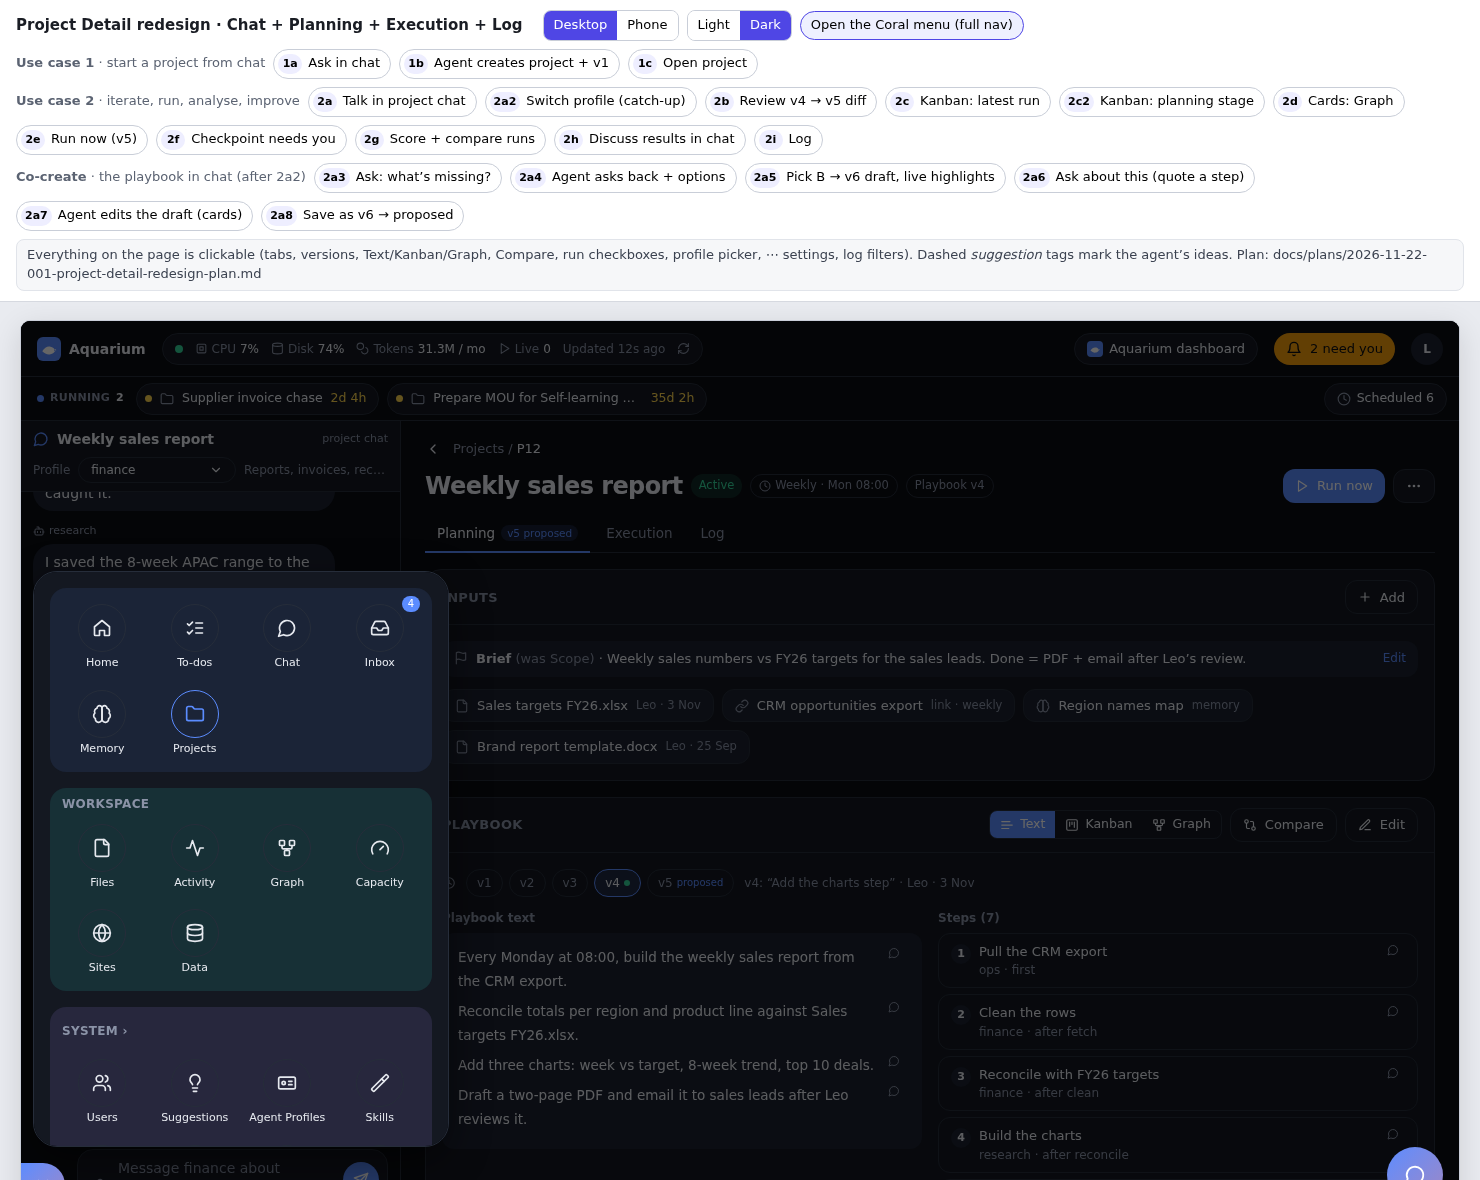 Project Detail redesign · Chat + Planning + Execution + Log
Desktop Phone Light Dark Open the Coral menu (full nav)
Use case 1 · start a project from chat 1a Ask in chat 1b Agent creates project + v1 1c Open project
Use case 2 · iterate, run, analyse, improve 2a Talk in project chat 2a2 Switch profile (catch-up) 2b Review v4 → v5 diff 2c Kanban: latest run 2c2 Kanban: planning stage 2d Cards: Graph
2e Run now (v5) 2f Checkpoint needs you 2g Score + compare runs 2h Discuss results in chat 2i Log
Co-create · the playbook in chat (after 2a2) 2a3 Ask: what’s missing? 2a4 Agent asks back + options 2a5 Pick B → v6 draft, live highlights 2a6 Ask about this (quote a step)
2a7 Agent edits the draft (cards) 2a8 Save as v6 → proposed
Everything on the page is clickable (tabs, versions, Text/Kanban/Graph, Compare, run checkboxes, profile picker, ··· settings, log filters). Dashed suggestion tags mark the agent’s ideas. Plan: docs/plans/2026-11-22-
001-project-detail-redesign-plan.md
Aquarium CPU 7% Disk 74% Tokens 31.3M / mo Live 0 Updated 12s ago Aquarium dashboard 2 need you L
RUNNING 2 Supplier invoice chase 2d 4h Prepare MOU for Self-learning ... 35d 2h Scheduled 6
Weekly sales report project chat
Profile finance Reports, invoices, rec...
caught it.
research
I saved the 8-week APAC range to the
Projects / P12
Weekly sales report Active Weekly · Mon 08:00 Playbook v4 Run now ···
Planning v5 proposed Execution Log
NPUTS Add
Brief (was Scope) · Weekly sales numbers vs FY26 targets for the sales leads. Done = PDF + email after Leo’s review. Edit
Sales targets FY26.xlsx Leo · 3 Nov CRM opportunities export link · weekly Region names map memory
Brand report template.docx Leo · 25 Sep
4
Home To-dos Chat Inbox
Memory Projects
WORKSPACE
Files Activity Graph Capacity
Sites Data
SYSTEM ›
Users Suggestions Agent Profiles Skills
Message finance about
PLAYBOOK Text Kanban Graph Compare Edit
v1 v2 v3 v4 v5 proposed v4: “Add the charts step” · Leo · 3 Nov
Playbook text
Every Monday at 08:00, build the weekly sales report from
the CRM export.
Reconcile totals per region and product line against Sales
targets FY26.xlsx.
Add three charts: week vs target, 8-week trend, top 10 deals.
Draft a two-page PDF and email it to sales leads after Leo
reviews it.
Steps (7)
1 Pull the CRM export
ops · first
2 Clean the rows
finance · after fetch
3 Reconcile with FY26 targets
finance · after clean
4 Build the charts
research · after reconcile